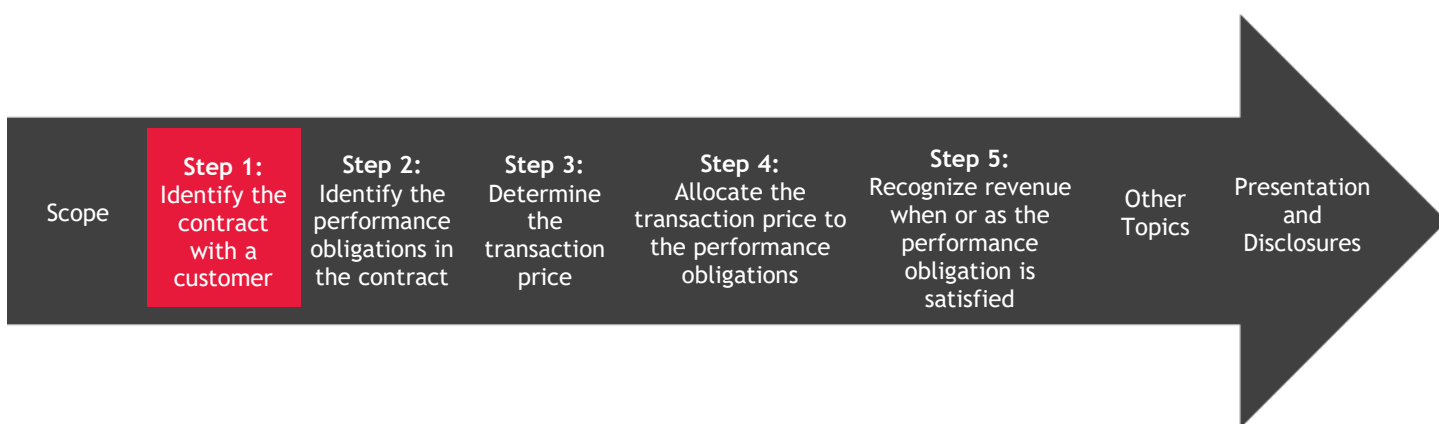 Scope
Step 1:
Identify the
contract
with a
customer
Step 2:
Identify the
performance
obligations in
the contract
Step 3:
Determine
the
transaction
price
Step 4:
Allocate the
transaction price to
the performance
obligations
Step 5:
Recognize revenue
when or as the
performance
obligation is
satisfied
Other
Topics
Presentation
and
Disclosures